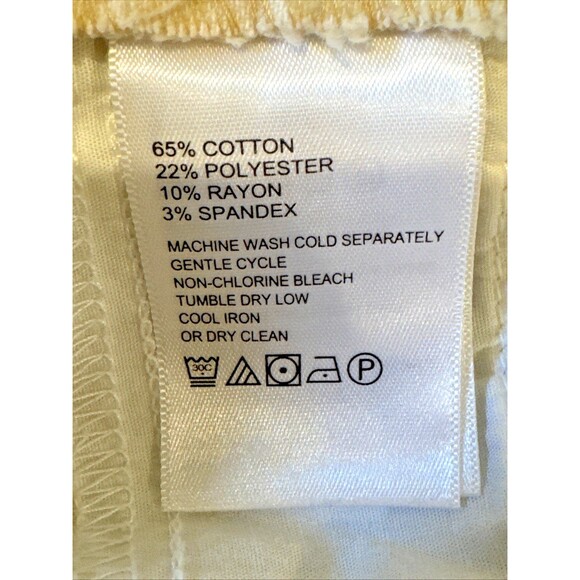 65% COTTON
22% POLYESTER
10% RAYON
3% SPANDEX
MACHINE WASH COLD SEPARATELY
GENTLE CYCLE
NON-CHLORINE BLEACH
TUMBLE DRY LOW
COOL IRON
OR DRY CLEAN
30C P